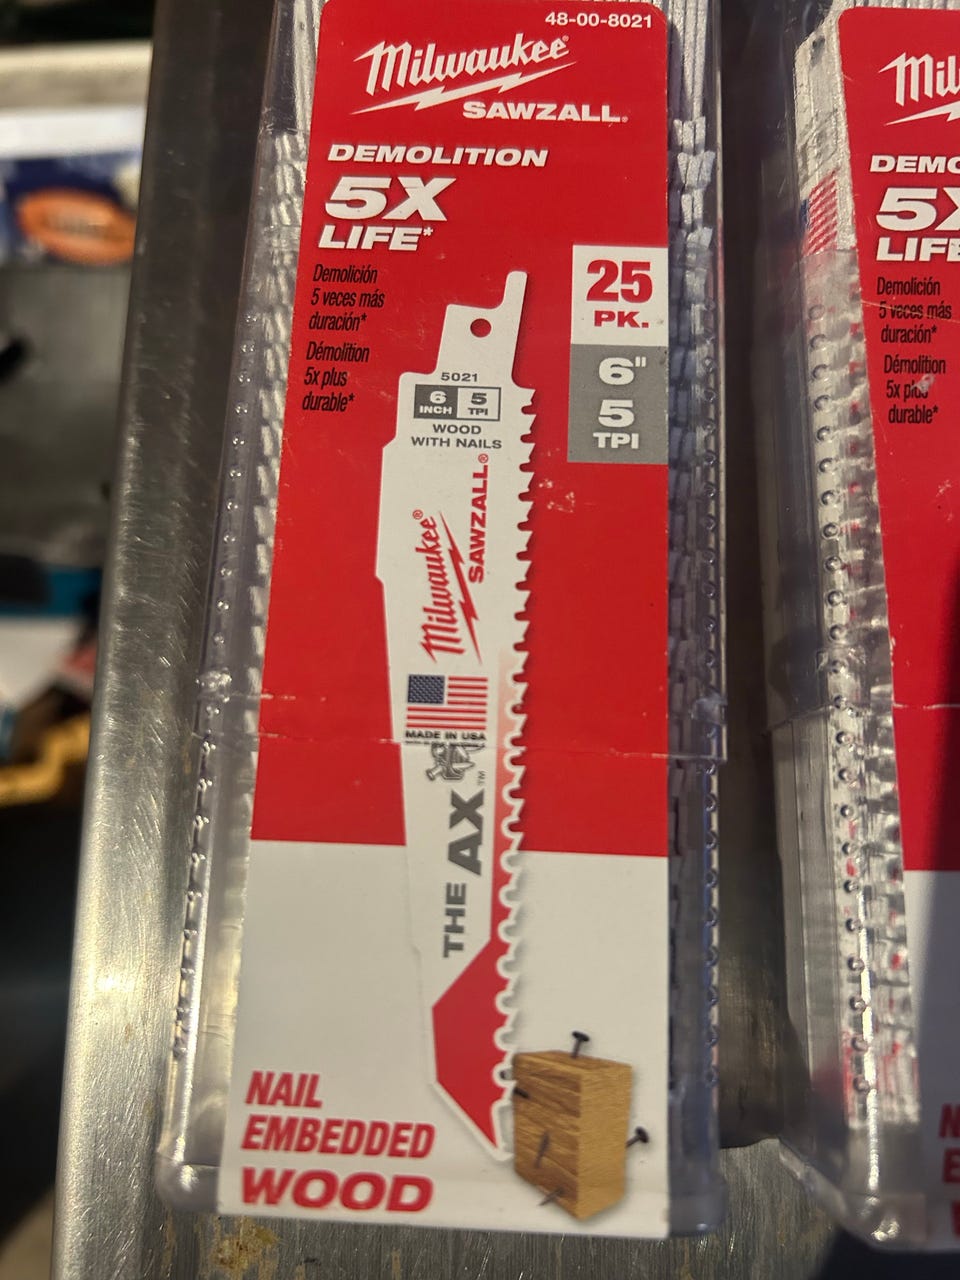 48-00-8021
Milwaukee®
SAWZALL®
DEMOLITION
5X
LIFE*
Demolición
5 veces más
duración*
Démolition
5x plus
durable*
25
PK.
6"
5
TPI
5021
6 INCH 5 TPI
WOOD
WITH NAILS
Milwaukee®
SAWZALL®
MADE IN USA
THE AX™
NAIL
EMBEDDED
WOOD
Mil
DEMO
5X
LIFE
Demolición
5 veces más
duración*
Démolition
5x plus
durable*
N
E